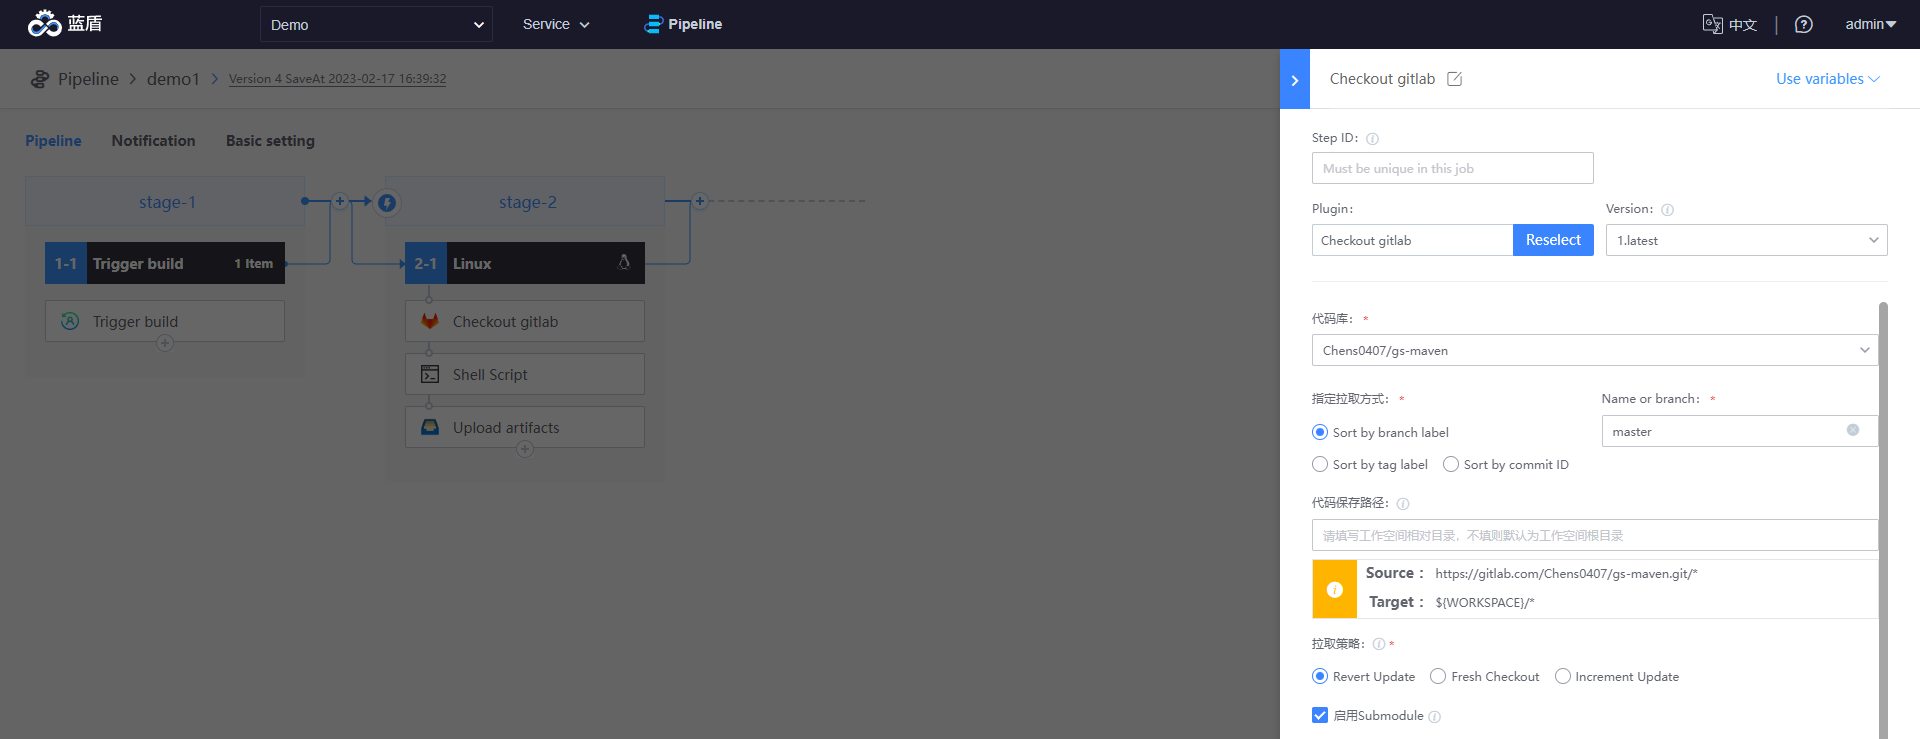 蓝盾
Demo
Service
Pipeline
中文
admin
Pipeline
demo1
Version 4 SaveAt 2023-02-17 16:39:32
Pipeline
Notification
Basic setting
stage-1
1-1
Trigger build
1 Item
Trigger build
stage-2
2-1
Linux
Checkout gitlab
Shell Script
Upload artifacts
Checkout gitlab
Use variables
Step ID:
Must be unique in this job
Plugin:
Version:
Checkout gitlab
Reselect
1.latest
代码库： *
Chens0407/gs-maven
指定拉取方式： *
Name or branch: *
Sort by branch label
master
Sort by tag label
Sort by commit ID
代码保存路径：
请填写工作空间相对目录，不填则默认为工作空间根目录
Source： https://gitlab.com/Chens0407/gs-maven.git/*
Target： ${WORKSPACE}/*
拉取策略： *
Revert Update
Fresh Checkout
Increment Update
启用Submodule